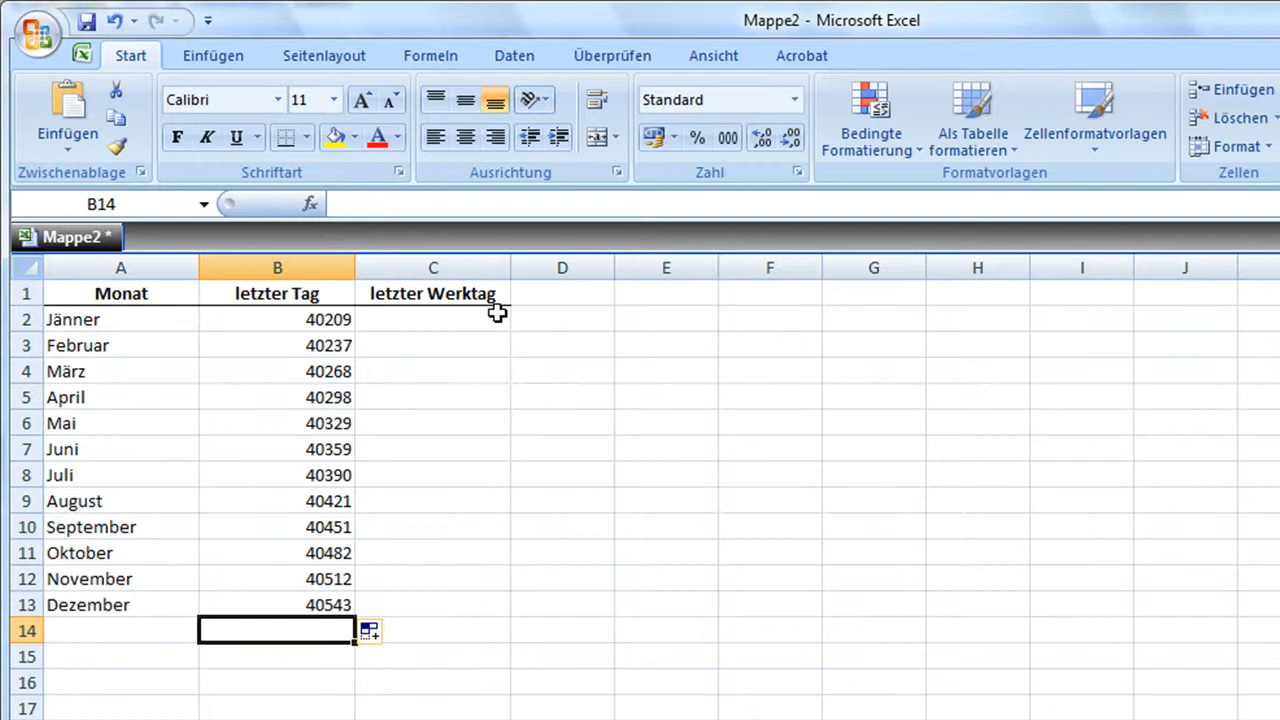 Mappe2 - Microsoft Excel
Start Einfügen Seitenlayout Formeln Daten Überprüfen Ansicht Acrobat
Calibri 11 Standard
Einfügen F K U A % 000 Bedingte Formatierung Als Tabelle formatieren Zellenformatvorlagen Einfügen Löschen Format
Zwischenablage Schriftart Ausrichtung Zahl Formatvorlagen Zellen
B14 fx
Mappe2 *
A B C D E F G H I J
1 Monat letzter Tag letzter Werktag
2 Jänner 40209
3 Februar 40237
4 März 40268
5 April 40298
6 Mai 40329
7 Juni 40359
8 Juli 40390
9 August 40421
10 September 40451
11 Oktober 40482
12 November 40512
13 Dezember 40543
14
15
16
17